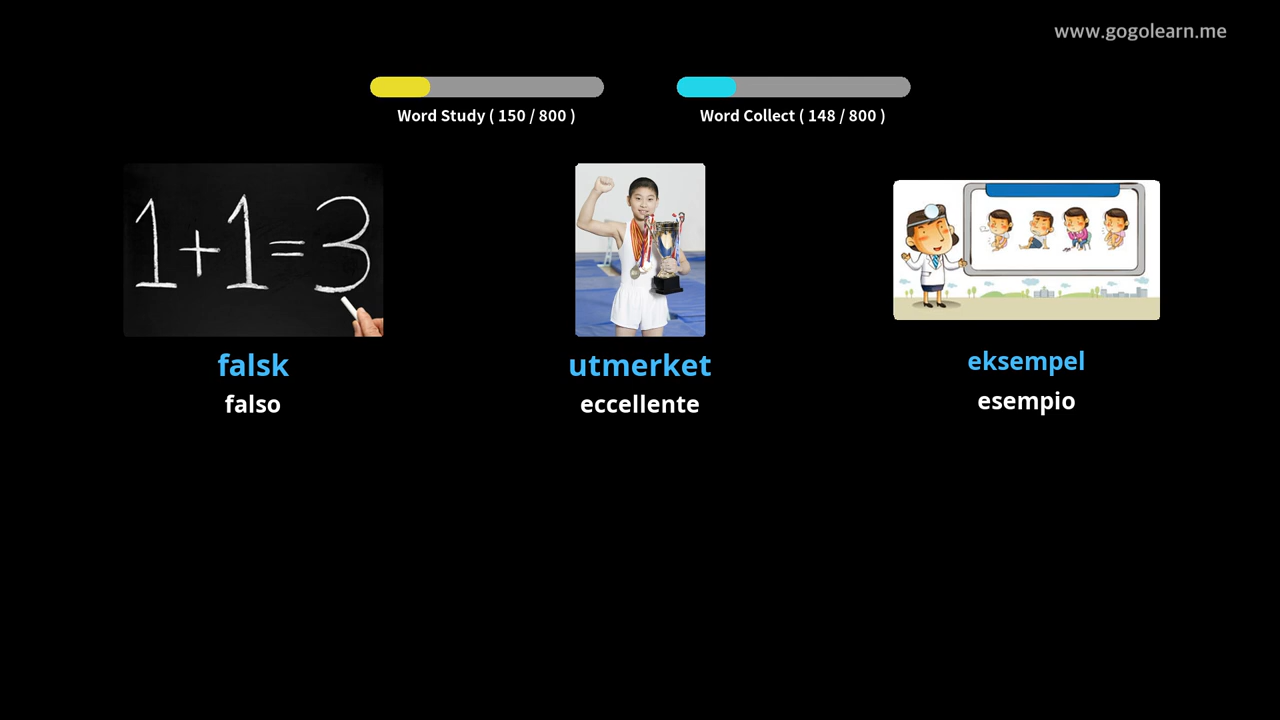 www.gogolearn.me
Word Study ( 150 / 800 )
Word Collect ( 148 / 800 )
1+1=3
falsk
falso
utmerket
eccellente
eksempel
esempio